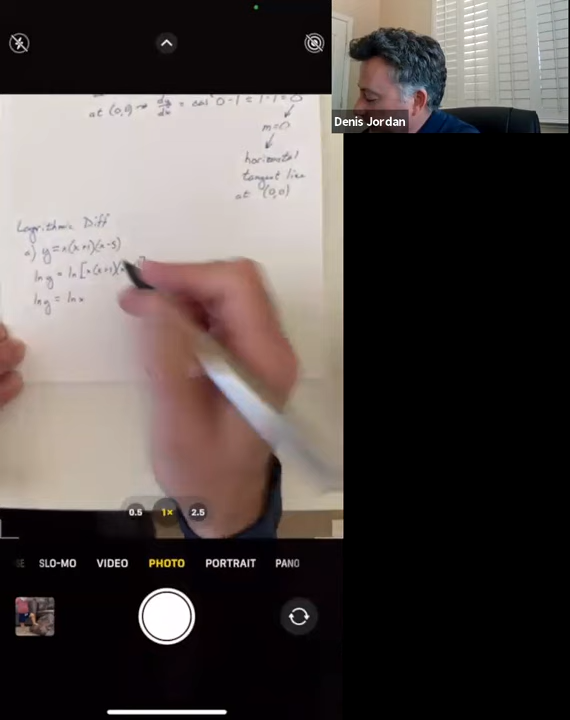 Denis Jordan
at (0,0) → dy/dx = cos² 0 - 1 = 1 - 1 = 0
m=0
horizontal
tangent line
at (0,0)
Logarithmic Diff
a) y = x(x+1)(x-5)
ln y = ln [x(x+1)(
ln y = ln x
0.5 1× 2.5
SLO-MO VIDEO PHOTO PORTRAIT PANO